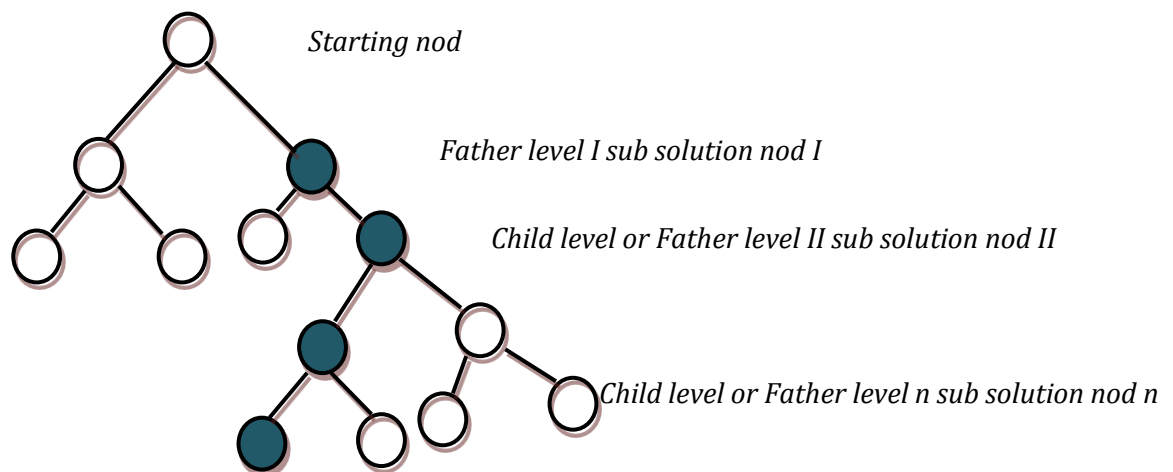 Starting nod
Father level I sub solution nod I
Child level or Father level II sub solution nod II
Child level or Father level n sub solution nod n